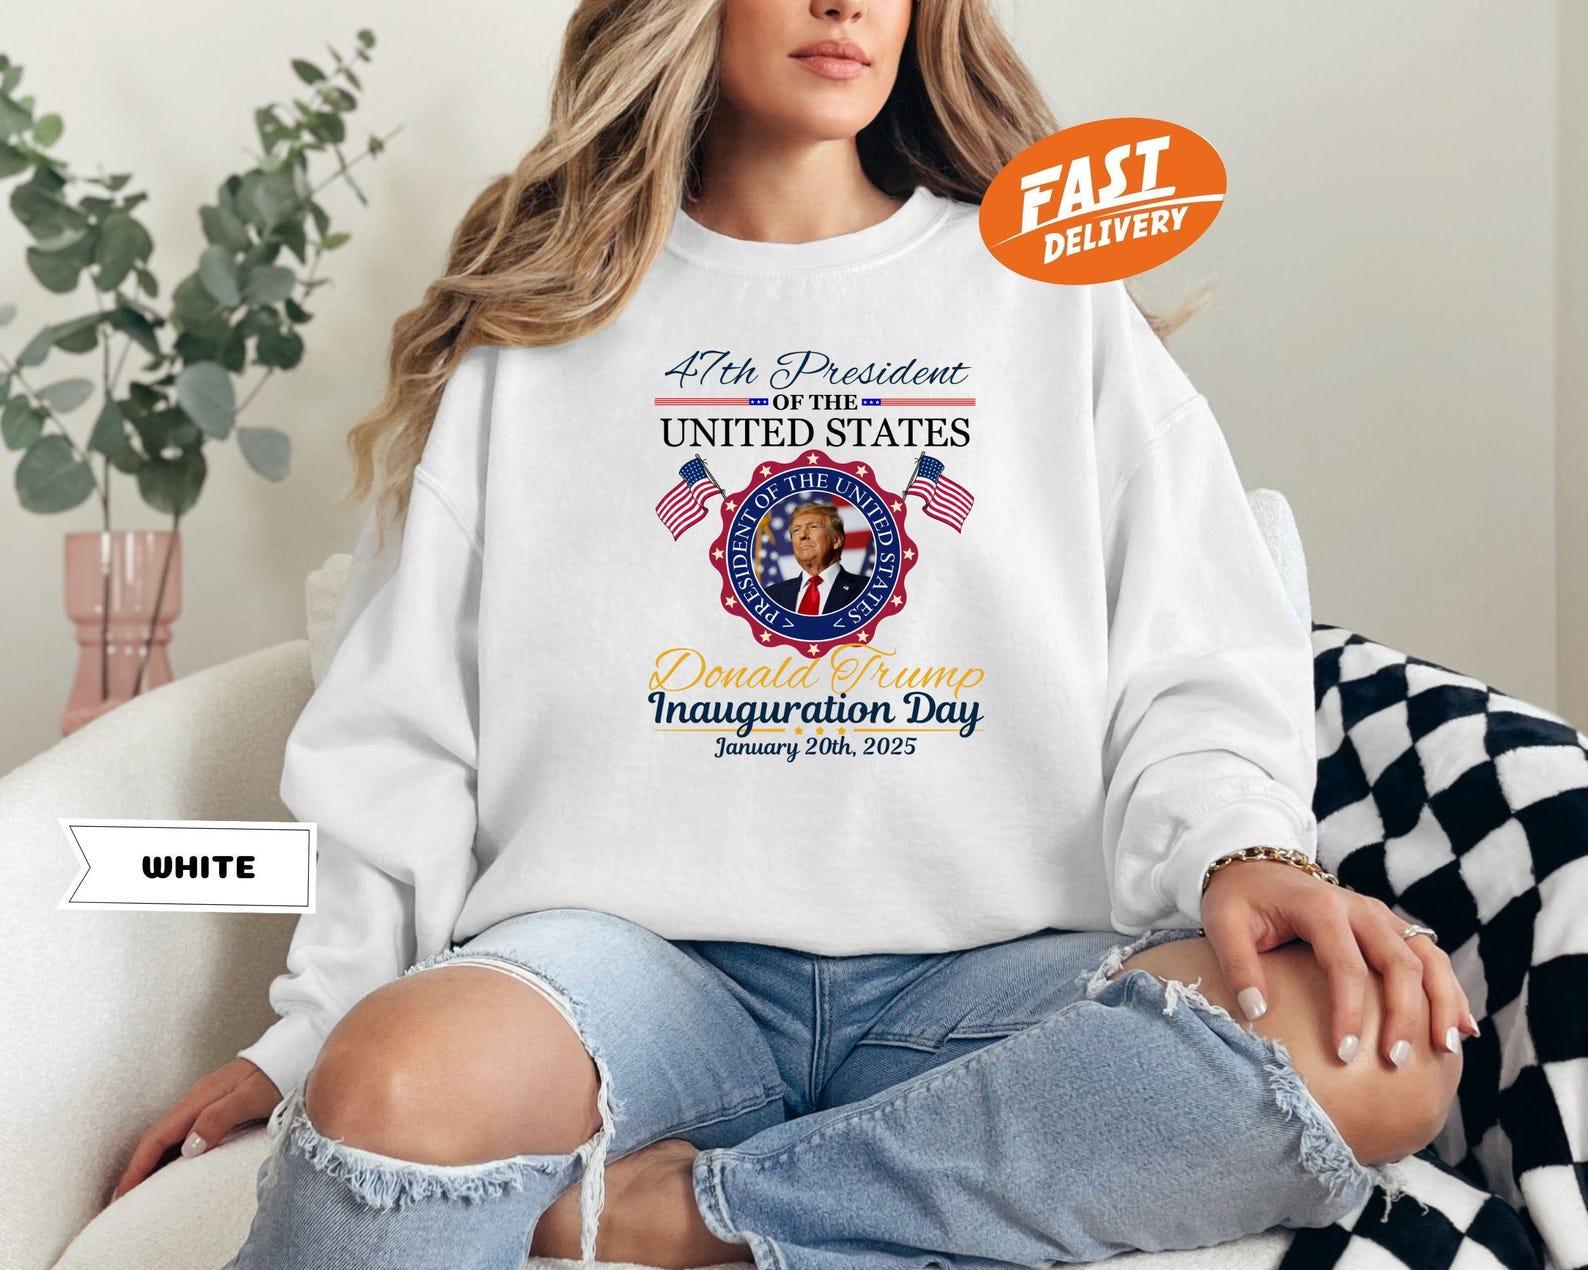 FAST
DELIVERY
47th President
OF THE
UNITED STATES
PRESIDENT OF THE UNITED STATES
Donald Trump
Inauguration Day
January 20th, 2025
WHITE